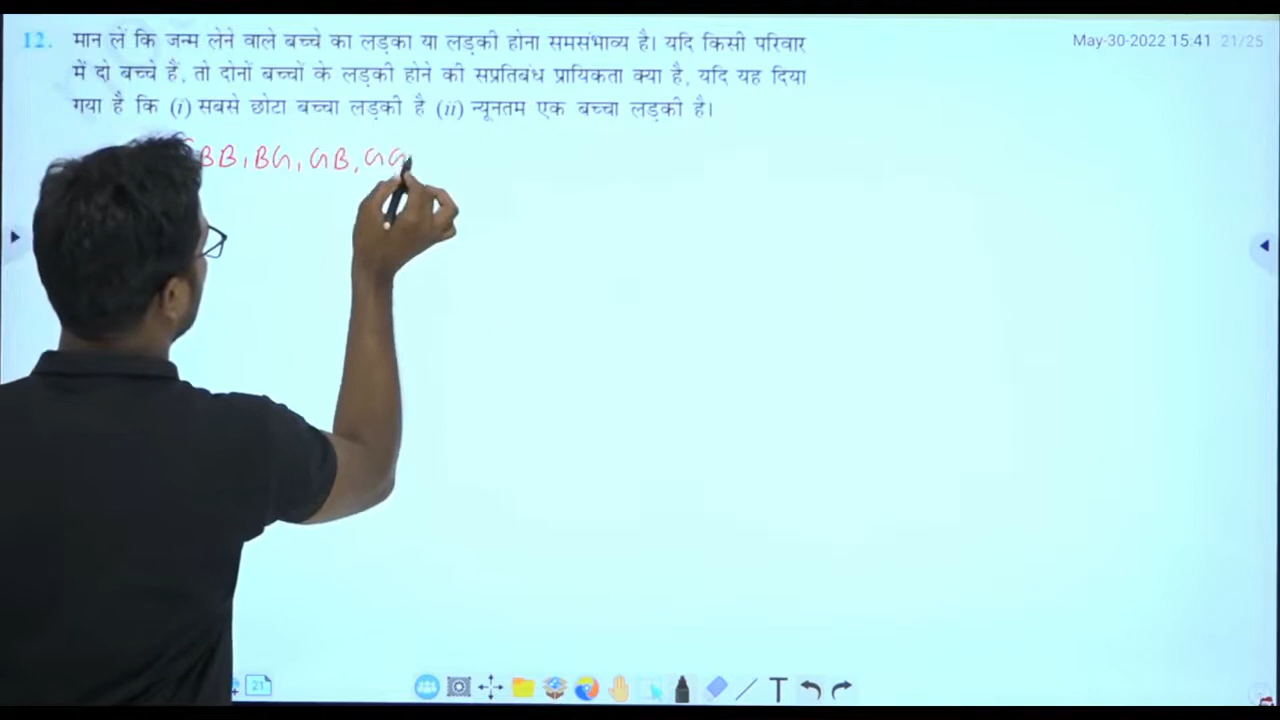 12. मान लें कि जन्म लेने वाले बच्चे का लड़का या लड़की होना समसंभाव्य है। यदि किसी परिवार
में दो बच्चे हैं, तो दोनों बच्चों के लड़की होने की सप्रतिबंध प्रायिकता क्या है, यदि यह दिया
गया है कि (i) सबसे छोटा बच्चा लड़की है (ii) न्यूनतम एक बच्चा लड़की है।
May-30-2022 15:41 21/25
BB, BG, GB, GG
21
T